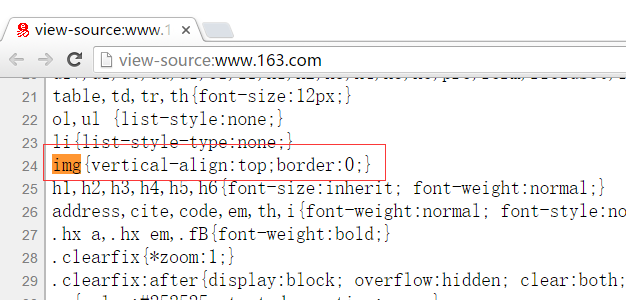 view-source:www.1
view-source:www.163.com
21 table,td,tr,th{font-size:12px;}
22 ol,ul {list-style:none;}
23 li{list-style-type:none;}
24 img{vertical-align:top;border:0;}
25 h1,h2,h3,h4,h5,h6{font-size:inherit; font-weight:normal;}
26 address,cite,code,em,th,i{font-weight:normal; font-style:no
27 .hx a,.hx em,.fB{font-weight:bold;}
28 .clearfix{*zoom:1;}
29 .clearfix:after{display:block; overflow:hidden; clear:both;